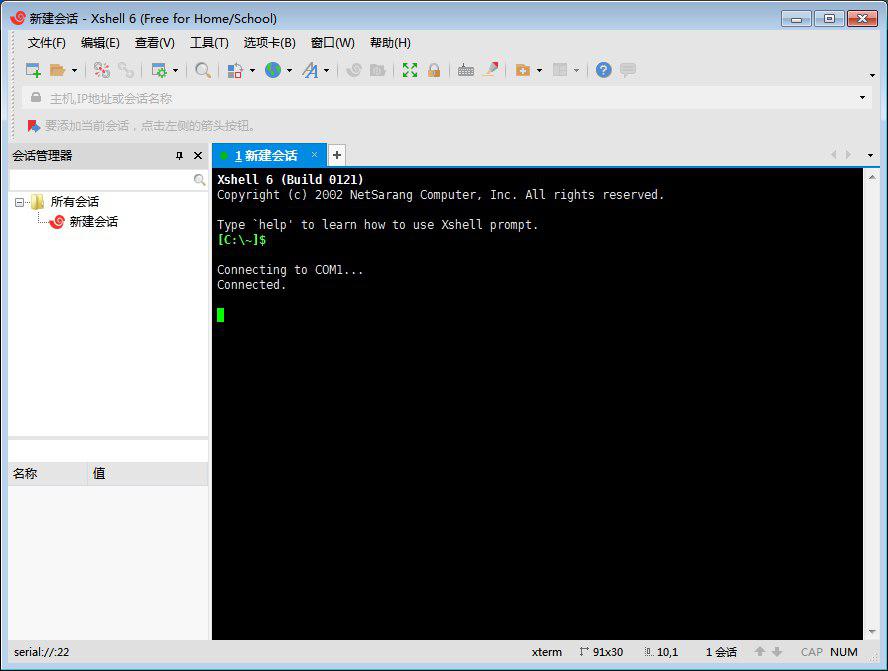 新建会话 - Xshell 6 (Free for Home/School)
文件(F) 编辑(E) 查看(V) 工具(T) 选项卡(B) 窗口(W) 帮助(H)
主机,IP地址或会话名称
要添加当前会话，点击左侧的箭头按钮。
会话管理器
1 新建会话
所有会话
新建会话
Xshell 6 (Build 0121)
Copyright (c) 2002 NetSarang Computer, Inc. All rights reserved.
Type `help' to learn how to use Xshell prompt.
[C:\~]$
Connecting to COM1...
Connected.
名称 值
serial://:22 xterm 91x30 10,1 1 会话 CAP NUM